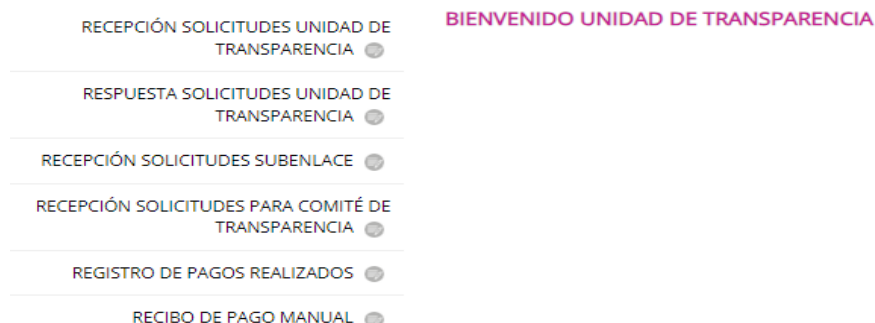 RECEPCIÓN SOLICITUDES UNIDAD DE
TRANSPARENCIA
RESPUESTA SOLICITUDES UNIDAD DE
TRANSPARENCIA
RECEPCIÓN SOLICITUDES SUBENLACE
RECEPCIÓN SOLICITUDES PARA COMITÉ DE
TRANSPARENCIA
REGISTRO DE PAGOS REALIZADOS
RECIBO DE PAGO MANUAL
BIENVENIDO UNIDAD DE TRANSPARENCIA